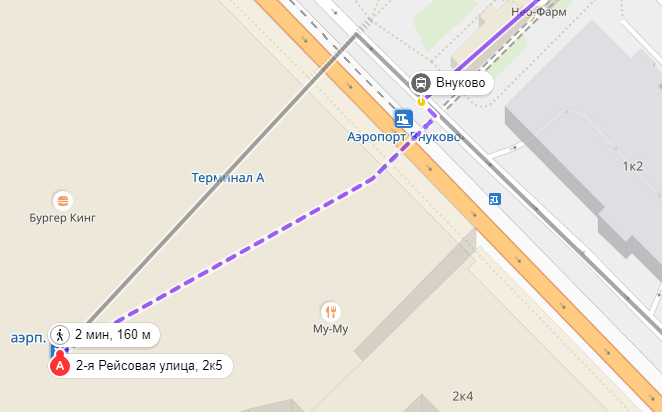 Нео-Фарм
Внуково
Аэропорт Внуково
1к2
Терминал А
Бургер Кинг
Му-Му
аэрп.
2 мин, 160 м
А
2-я Рейсовая улица, 2к5
2к4